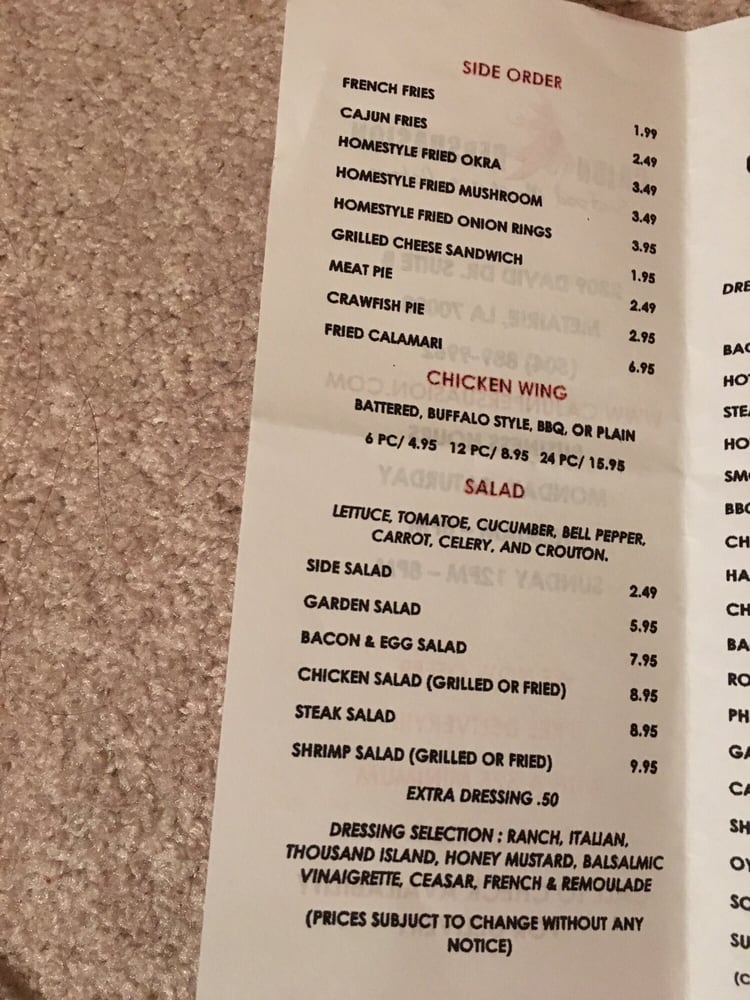 SIDE ORDER
FRENCH FRIES 1.99
CAJUN FRIES 2.49
HOMESTYLE FRIED OKRA 3.49
HOMESTYLE FRIED MUSHROOM 3.49
HOMESTYLE FRIED ONION RINGS 3.95
GRILLED CHEESE SANDWICH 1.95
MEAT PIE 2.49
CRAWFISH PIE 2.95
FRIED CALAMARI 6.95
CHICKEN WING
BATTERED, BUFFALO STYLE, BBQ, OR PLAIN
6 PC/ 4.95 12 PC/ 8.95 24 PC/ 15.95
SALAD
LETTUCE, TOMATOE, CUCUMBER, BELL PEPPER,
CARROT, CELERY, AND CROUTON.
SIDE SALAD 2.49
GARDEN SALAD 5.95
BACON & EGG SALAD 7.95
CHICKEN SALAD (GRILLED OR FRIED) 8.95
STEAK SALAD 8.95
SHRIMP SALAD (GRILLED OR FRIED) 9.95
EXTRA DRESSING .50
DRESSING SELECTION : RANCH, ITALIAN,
THOUSAND ISLAND, HONEY MUSTARD, BALSALMIC
VINAIGRETTE, CEASAR, FRENCH & REMOULADE
(PRICES SUBJUCT TO CHANGE WITHOUT ANY
NOTICE)